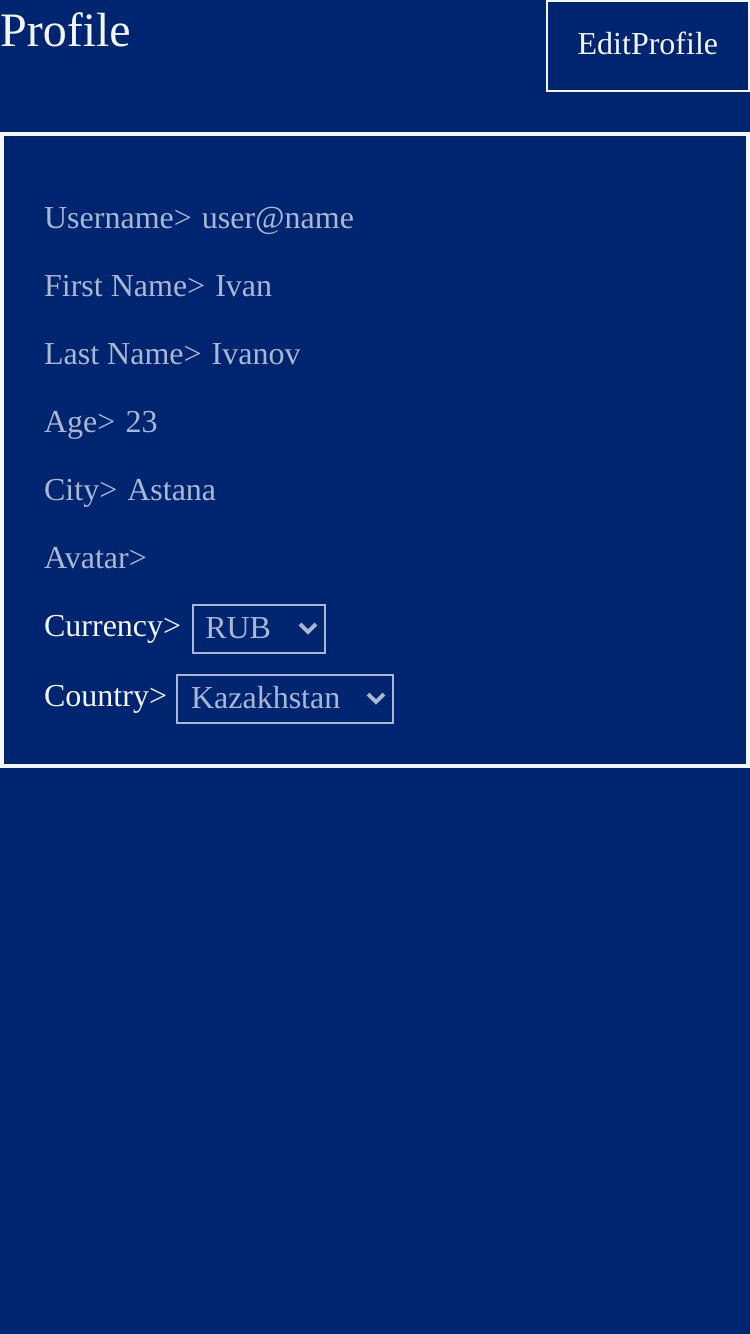 Profile
EditProfile
Username> user@name
First Name> Ivan
Last Name> Ivanov
Age> 23
City> Astana
Avatar>
Currency> RUB
Country> Kazakhstan